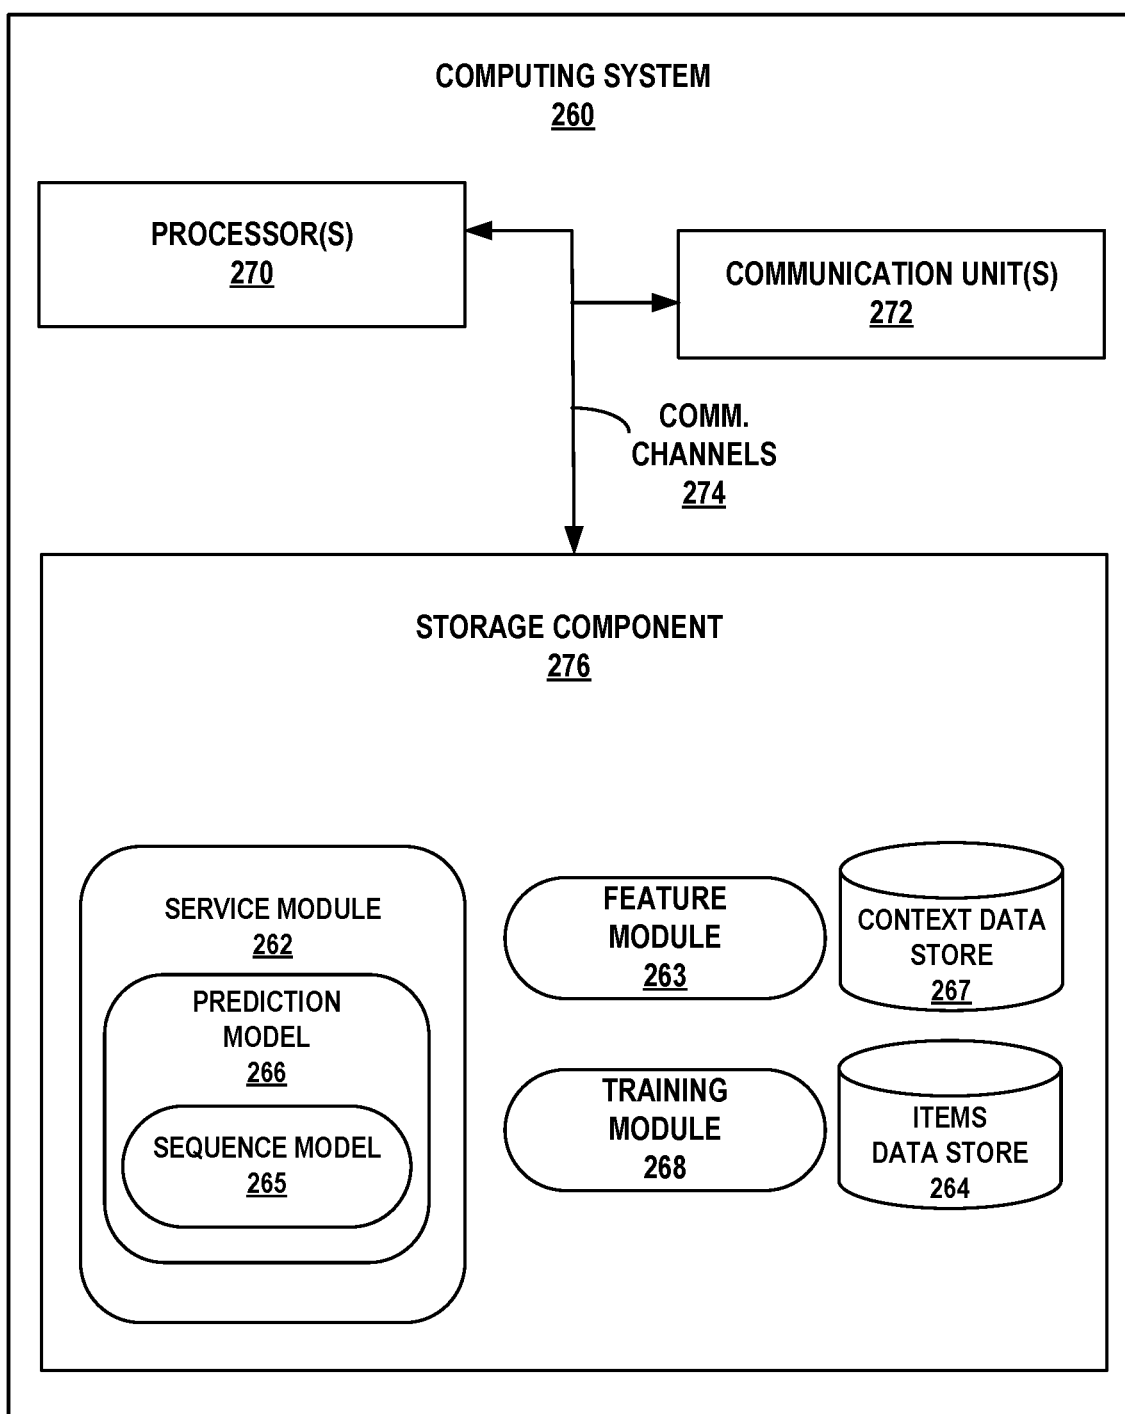 COMPUTING SYSTEM
260
PROCESSOR(S)
270
COMMUNICATION UNIT(S)
272
COMM.
CHANNELS
274
STORAGE COMPONENT
276
SERVICE MODULE
262
PREDICTION
MODEL
266
SEQUENCE MODEL
265
FEATURE
MODULE
263
TRAINING
MODULE
268
CONTEXT DATA
STORE
267
ITEMS
DATA STORE
264